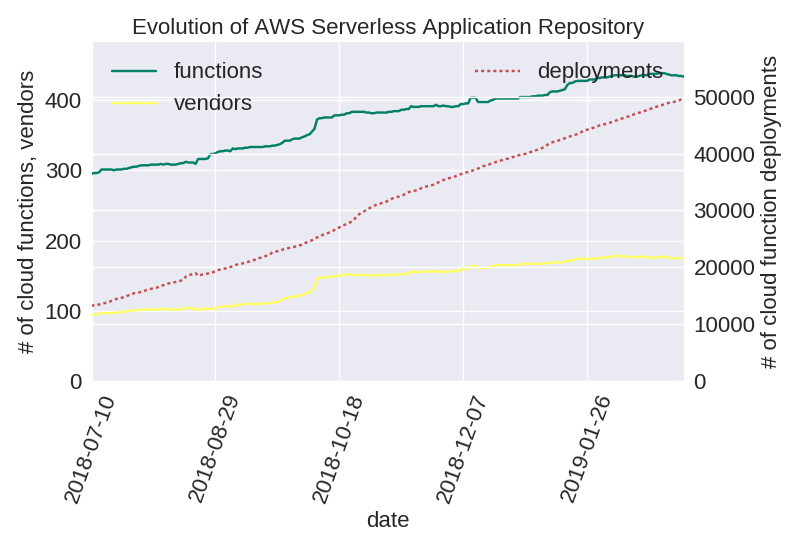 Evolution of AWS Serverless Application Repository
functions
vendors
deployments
# of cloud functions, vendors
400
300
200
100
0
50000
40000
30000
20000
10000
0
# of cloud function deployments
2018-07-10
2018-08-29
2018-10-18
2018-12-07
2019-01-26
date